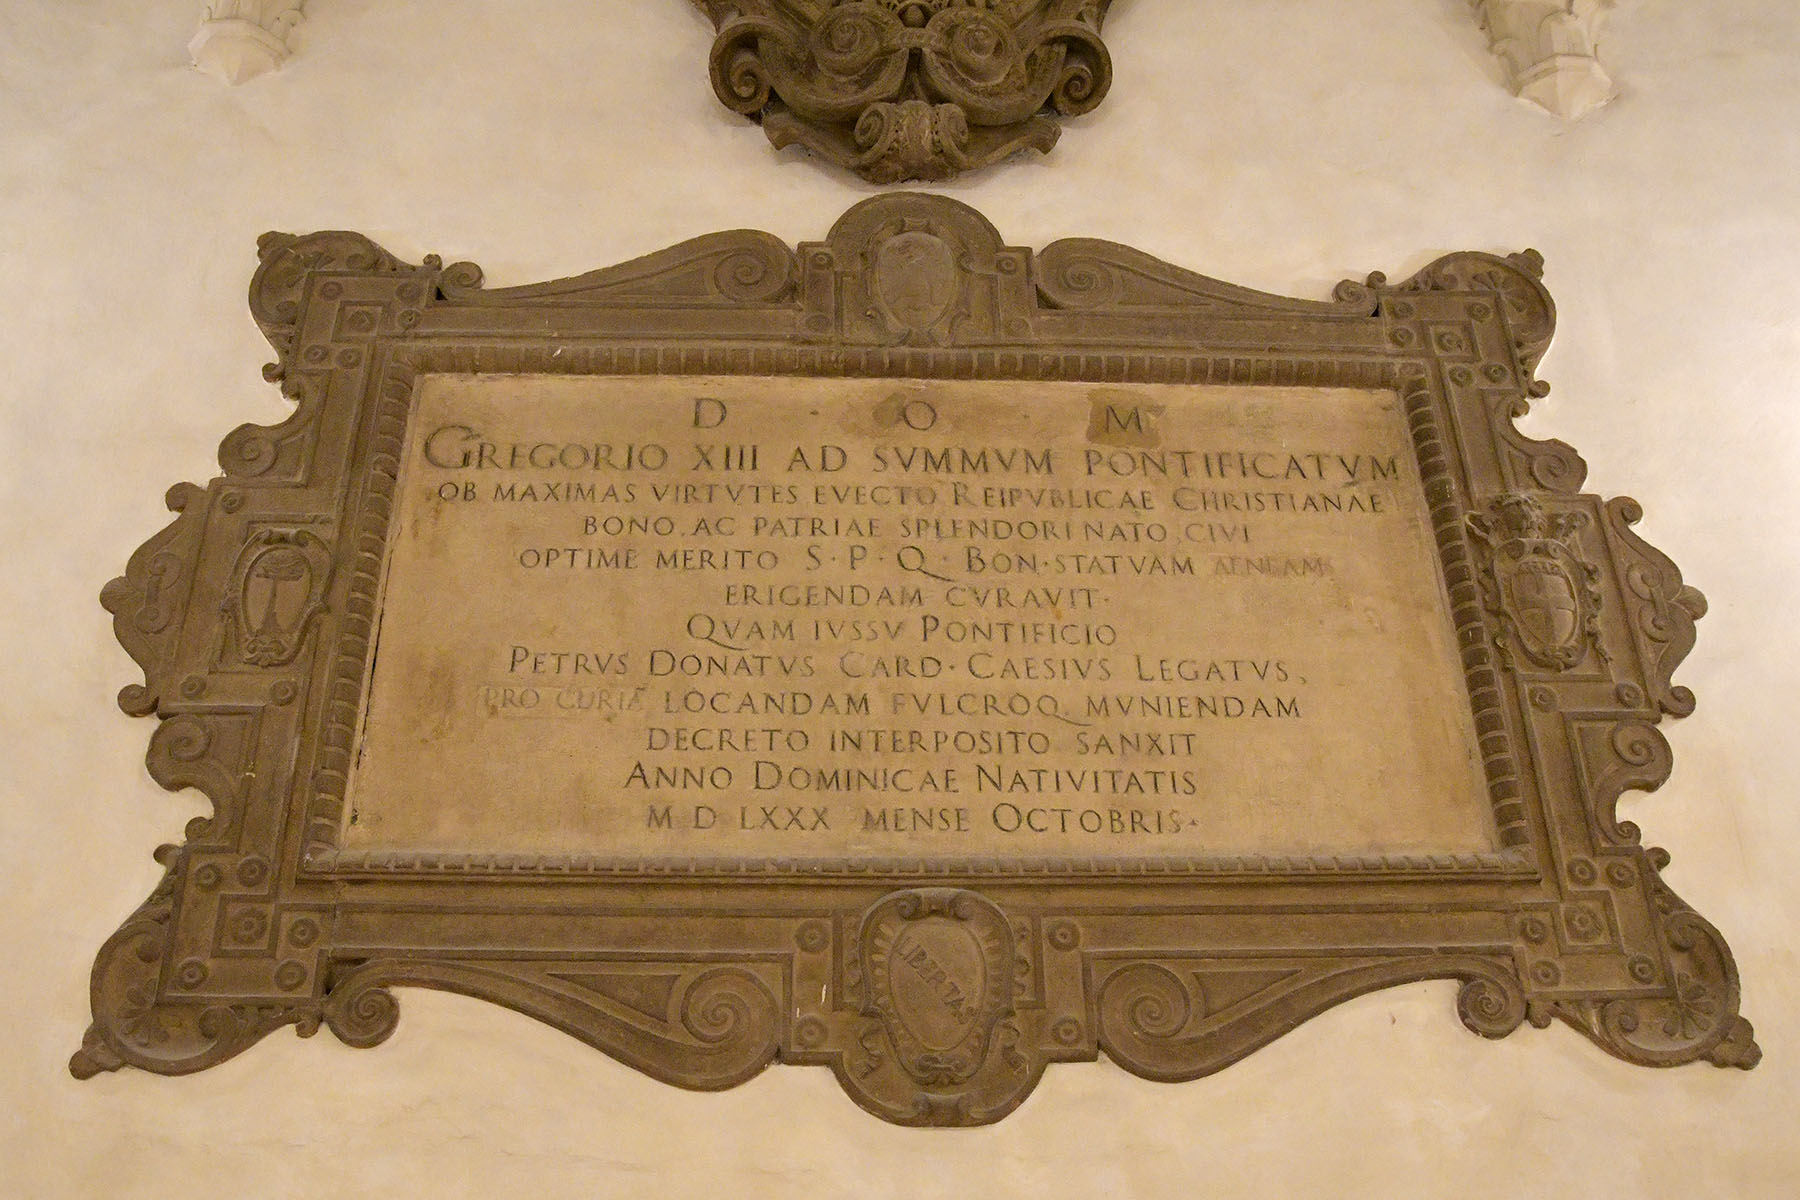 D O M
GREGORIO XIII AD SVMMVM PONTIFICATVM
OB MAXIMAS VIRTVTES EVECTO REIPVBLICAE CHRISTIANAE
BONO, AC PATRIAE SPLENDORI NATO, CIVI
OPTIME MERITO S·P·Q·BON·STATVAM AENEAM
ERIGENDAM CVRAVIT·
QVAM IVSSV PONTIFICIO
PETRVS DONATVS CARD·CAESIVS LEGATVS,
PRO CURIÆ LOCANDAM FVLCROQ. MVNIENDAM
DECRETO INTERPOSITO SANXIT
ANNO DOMINICAE NATIVITATIS
M D LXXX MENSE OCTOBRIS·
LIBERTAS